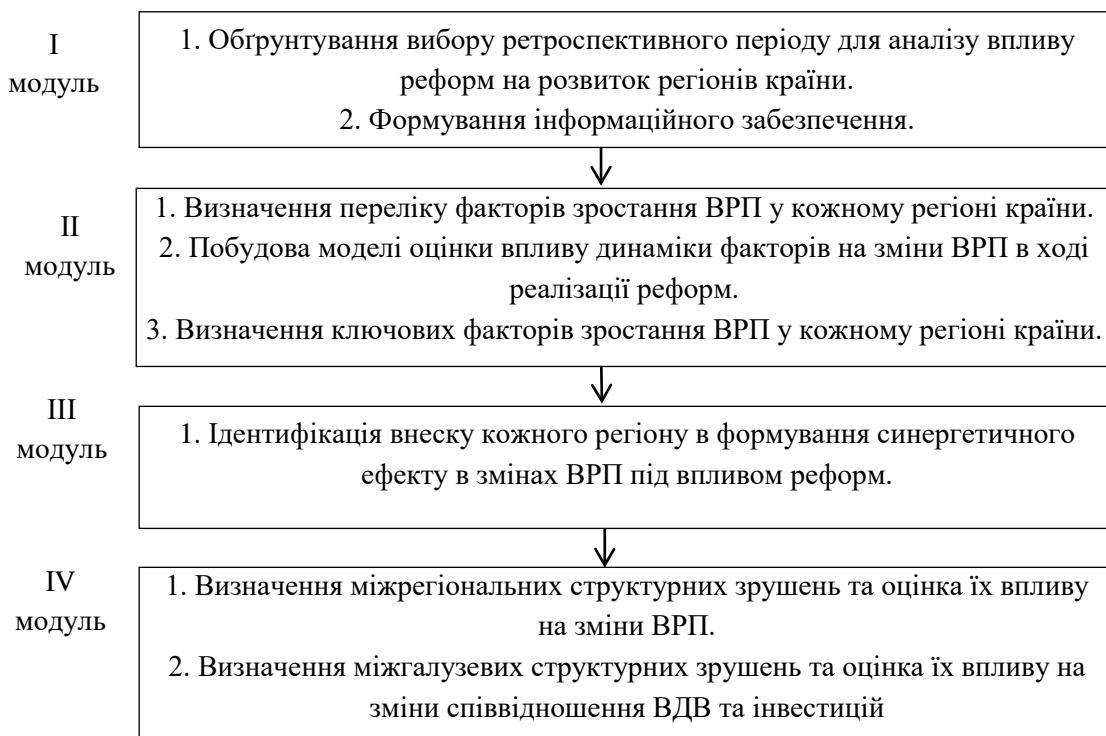 І
модуль
1. Обґрунтування вибору ретроспективного періоду для аналізу впливу
реформ на розвиток регіонів країни.
2. Формування інформаційного забезпечення.
ІІ
модуль
1. Визначення переліку факторів зростання ВРП у кожному регіоні країни.
2. Побудова моделі оцінки впливу динаміки факторів на зміни ВРП в ході
реалізації реформ.
3. Визначення ключових факторів зростання ВРП у кожному регіоні країни.
ІІІ
модуль
1. Ідентифікація внеску кожного регіону в формування синергетичного
ефекту в змінах ВРП під впливом реформ.
IV
модуль
1. Визначення міжрегіональних структурних зрушень та оцінка їх впливу
на зміни ВРП.
2. Визначення міжгалузевих структурних зрушень та оцінка їх впливу на
зміни співвідношення ВДВ та інвестицій